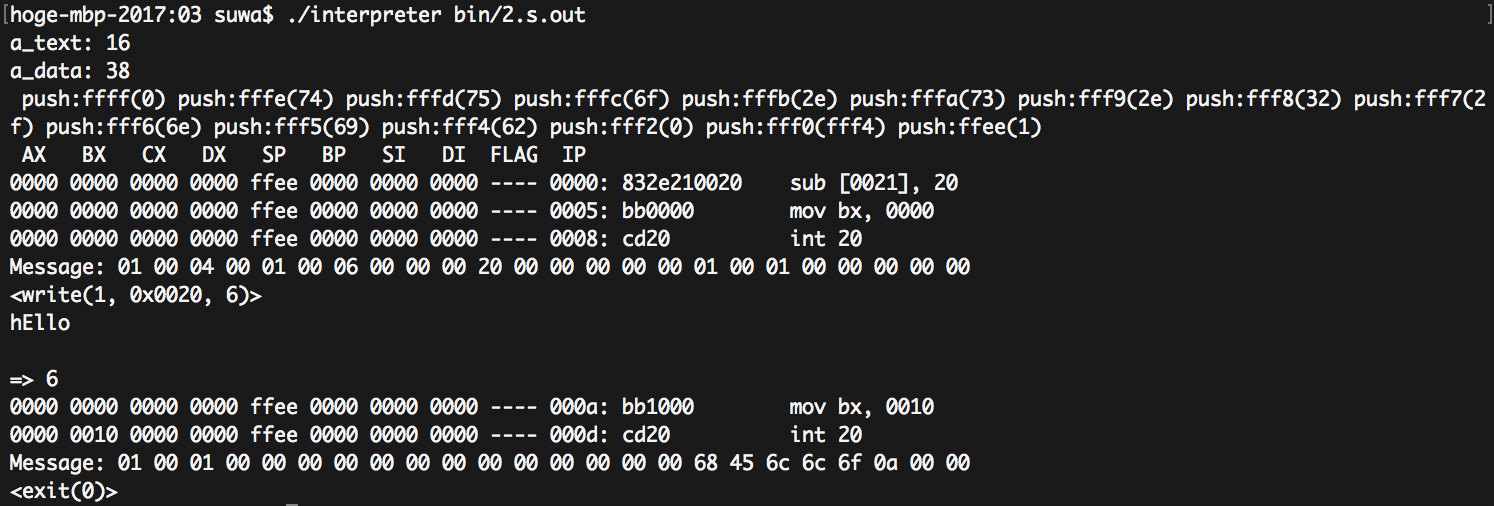 [hoge-mbp-2017:03 suwa$ ./interpreter bin/2.s.out ]
a_text: 16
a_data: 38
 push:ffff(0) push:fffe(74) push:fffd(75) push:fffc(6f) push:fffb(2e) push:fffa(73) push:fff9(2e) push:fff8(32) push:fff7(2
f) push:fff6(6e) push:fff5(69) push:fff4(62) push:fff2(0) push:fff0(fff4) push:ffee(1)
 AX   BX   CX   DX   SP   BP   SI   DI  FLAG  IP
0000 0000 0000 0000 ffee 0000 0000 0000 ---- 0000: 832e210020    sub [0021], 20
0000 0000 0000 0000 ffee 0000 0000 0000 ---- 0005: bb0000        mov bx, 0000
0000 0000 0000 0000 ffee 0000 0000 0000 ---- 0008: cd20          int 20
Message: 01 00 04 00 01 00 06 00 00 00 20 00 00 00 00 00 01 00 01 00 00 00 00 00
<write(1, 0x0020, 6)>
hEllo

=> 6
0000 0000 0000 0000 ffee 0000 0000 0000 ---- 000a: bb1000        mov bx, 0010
0000 0010 0000 0000 ffee 0000 0000 0000 ---- 000d: cd20          int 20
Message: 01 00 01 00 00 00 00 00 00 00 00 00 00 00 00 00 68 45 6c 6c 6f 0a 00 00
<exit(0)>